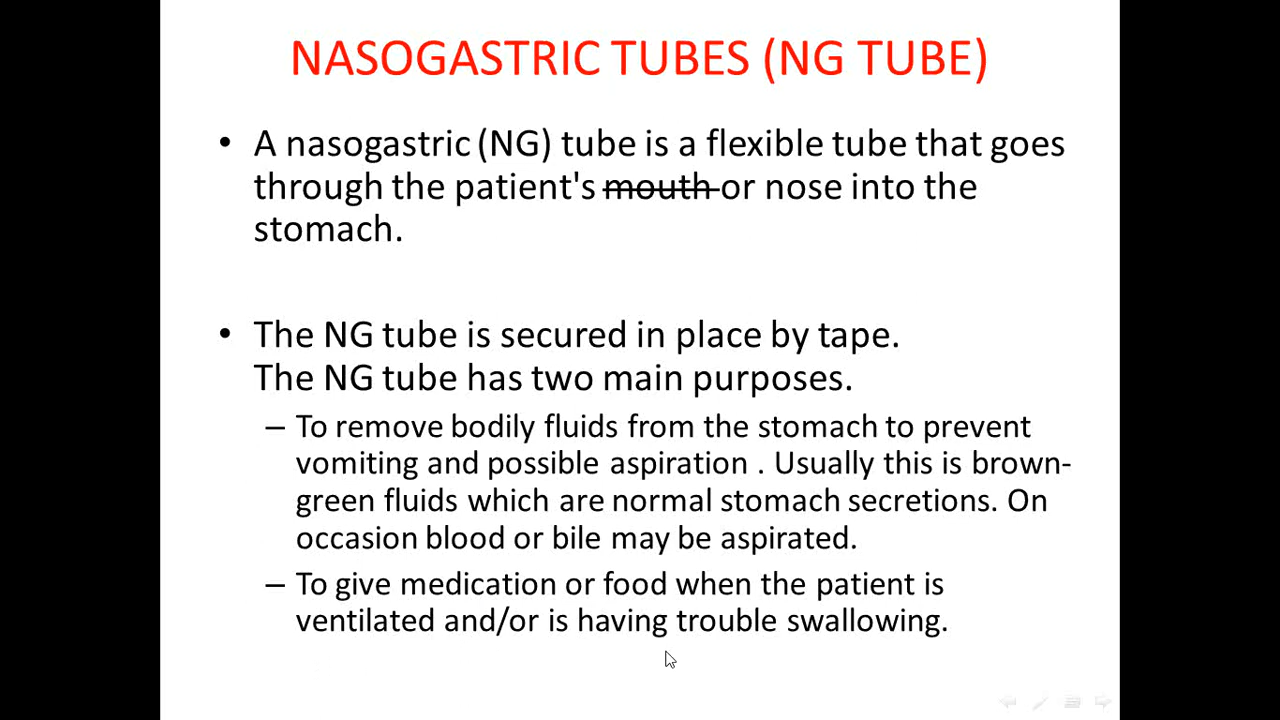 NASOGASTRIC TUBES (NG TUBE)
• A nasogastric (NG) tube is a flexible tube that goes
through the patient's mouth or nose into the
stomach.
• The NG tube is secured in place by tape.
The NG tube has two main purposes.
– To remove bodily fluids from the stomach to prevent
vomiting and possible aspiration . Usually this is brown-
green fluids which are normal stomach secretions. On
occasion blood or bile may be aspirated.
– To give medication or food when the patient is
ventilated and/or is having trouble swallowing.